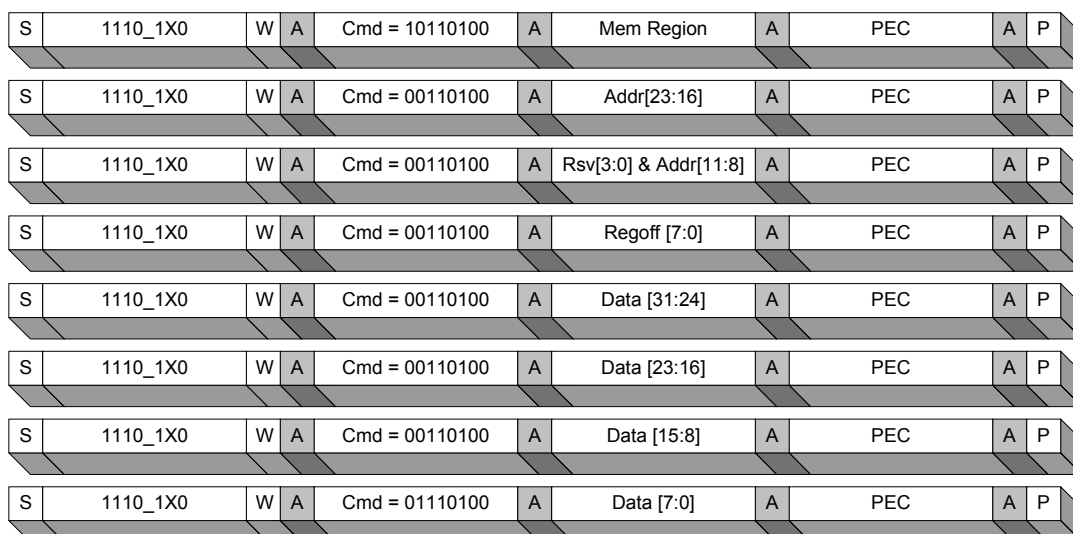 S 1110_1X0 W A Cmd = 10110100 A Mem Region A PEC A P
S 1110_1X0 W A Cmd = 00110100 A Addr[23:16] A PEC A P
S 1110_1X0 W A Cmd = 00110100 A Rsv[3:0] & Addr[11:8] A PEC A P
S 1110_1X0 W A Cmd = 00110100 A Regoff [7:0] A PEC A P
S 1110_1X0 W A Cmd = 00110100 A Data [31:24] A PEC A P
S 1110_1X0 W A Cmd = 00110100 A Data [23:16] A PEC A P
S 1110_1X0 W A Cmd = 00110100 A Data [15:8] A PEC A P
S 1110_1X0 W A Cmd = 01110100 A Data [7:0] A PEC A P